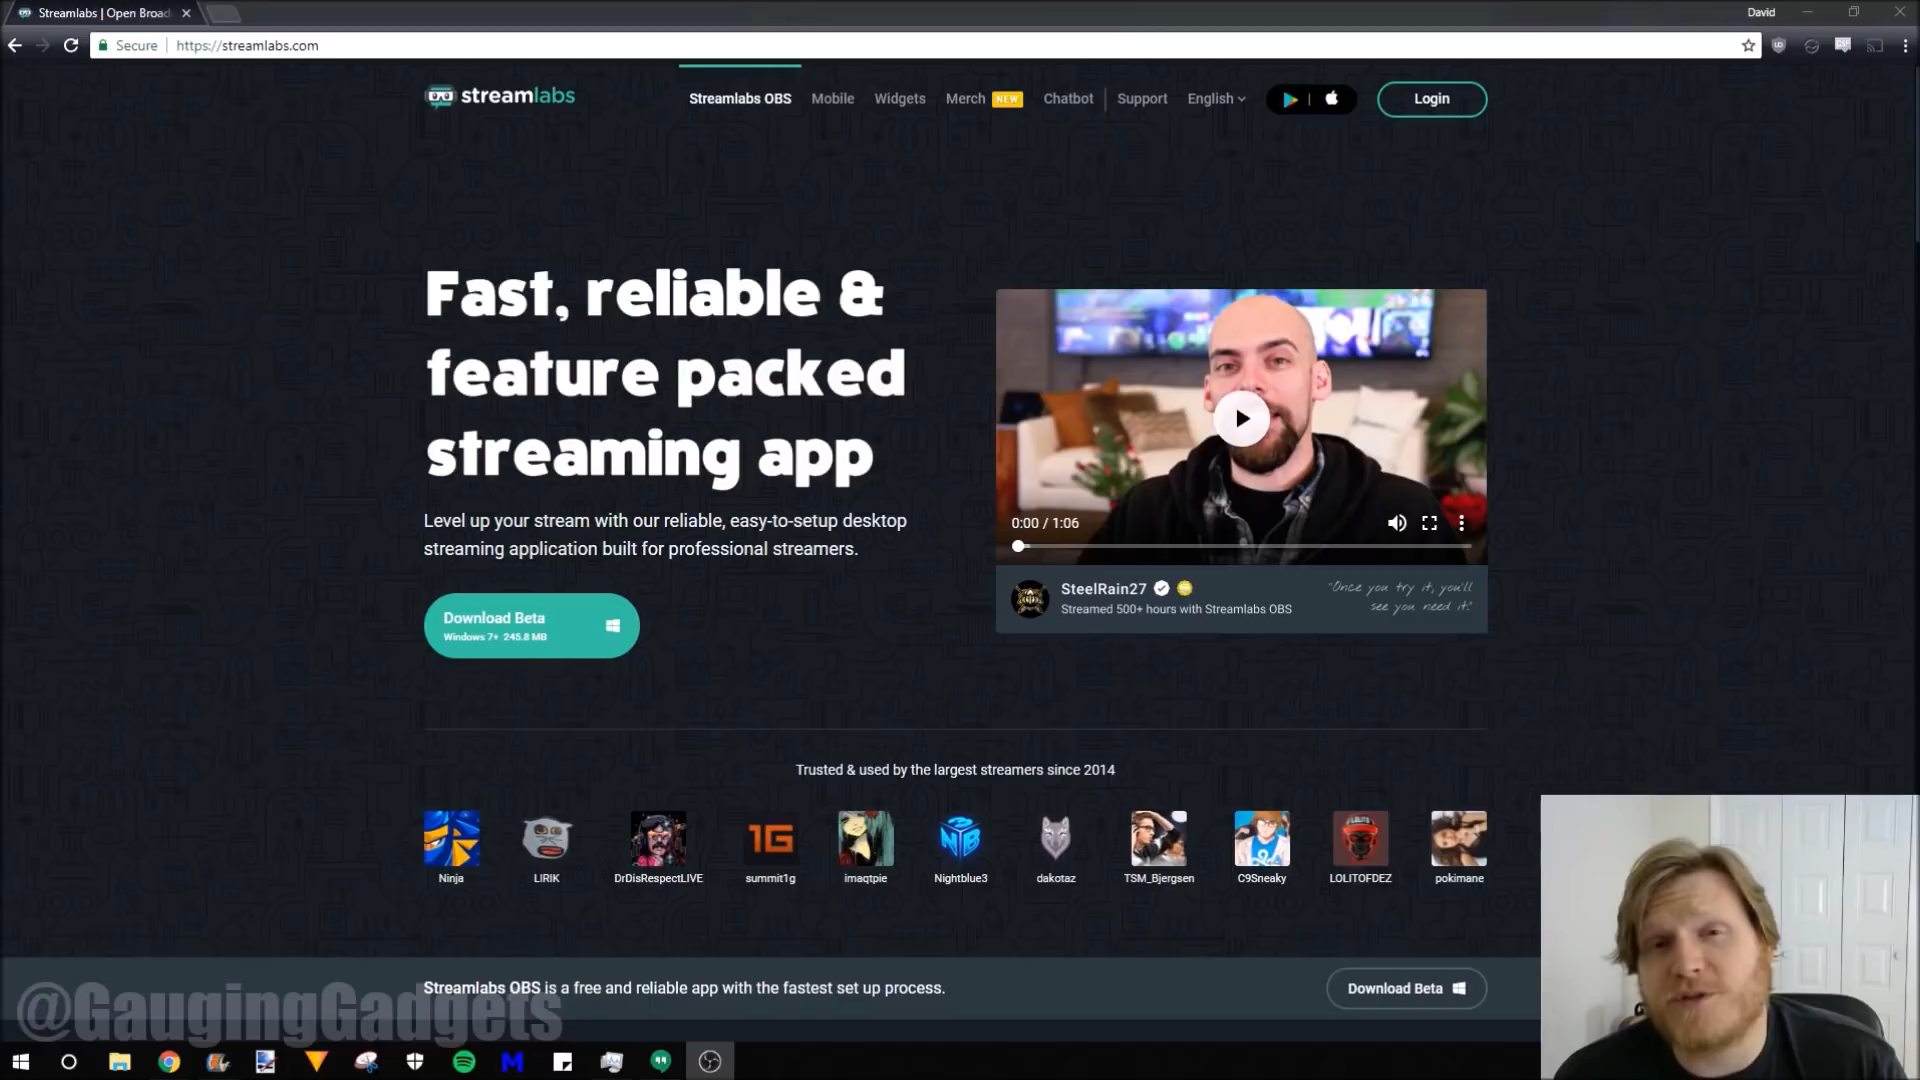 Streamlabs | Open Broad
David
Secure
https://streamlabs.com
streamlabs
Streamlabs OBS
Mobile
Widgets
Merch NEW
Chatbot
Support
English
Login
Fast, reliable &
feature packed
streaming app
Level up your stream with our reliable, easy-to-setup desktop
streaming application built for professional streamers.
Download Beta
Windows 7+ 245.8 MB
0:00 / 1:06
SteelRain27
Streamed 500+ hours with Streamlabs OBS
"Once you try it, you'll
see you need it."
Trusted & used by the largest streamers since 2014
1G
NTB
Ninja
LIRIK
DrDisRespectLIVE
summit1g
imaqtpie
Nightblue3
dakotaz
TSM_Bjergsen
C9Sneaky
LOLITOFDEZ
pokimane
Streamlabs OBS is a free and reliable app with the fastest set up process.
Download Beta
@GaugingGadgets